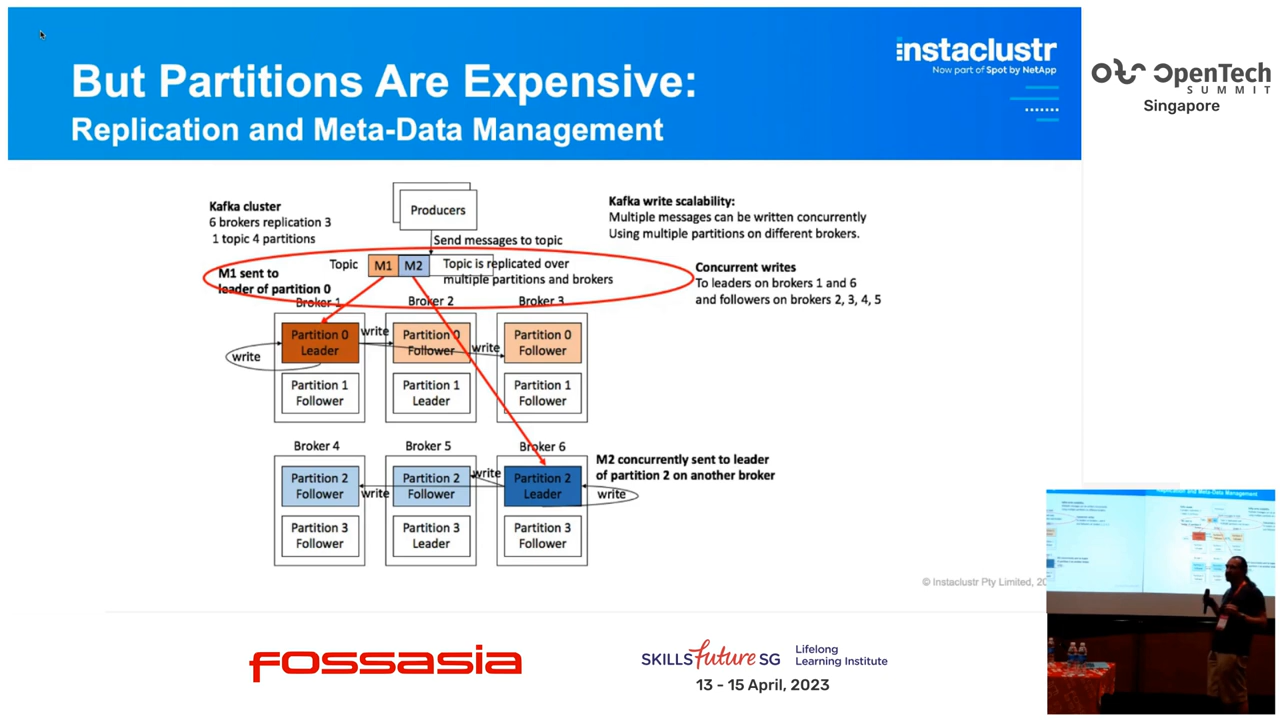 But Partitions Are Expensive:
Replication and Meta-Data Management
instaclustr
Now part of Spot by NetApp
OpenTech
SUMMIT
Singapore
Kafka cluster
6 brokers replication 3
1 topic 4 partitions
Producers
Send messages to topic
Kafka write scalability:
Multiple messages can be written concurrently
Using multiple partitions on different brokers.
Topic
M1
M2
Topic is replicated over
multiple partitions and brokers
M1 sent to
leader of partition 0
Concurrent writes
To leaders on brokers 1 and 6
and followers on brokers 2, 3, 4, 5
Broker 1
Broker 2
Broker 3
Partition 0
Leader
write
Partition 0
Follower
write
Partition 0
Follower
write
Partition 1
Follower
Partition 1
Leader
Partition 1
Follower
Broker 4
Broker 5
Broker 6
Partition 2
Follower
write
Partition 2
Follower
write
Partition 2
Leader
write
M2 concurrently sent to leader
of partition 2 on another broker
Partition 3
Follower
Partition 3
Leader
Partition 3
Follower
© Instaclustr Pty Limited,
Replication and Meta-Data Management
fossasia
SKILLS future SG
Lifelong
Learning Institute
13 - 15 April, 2023